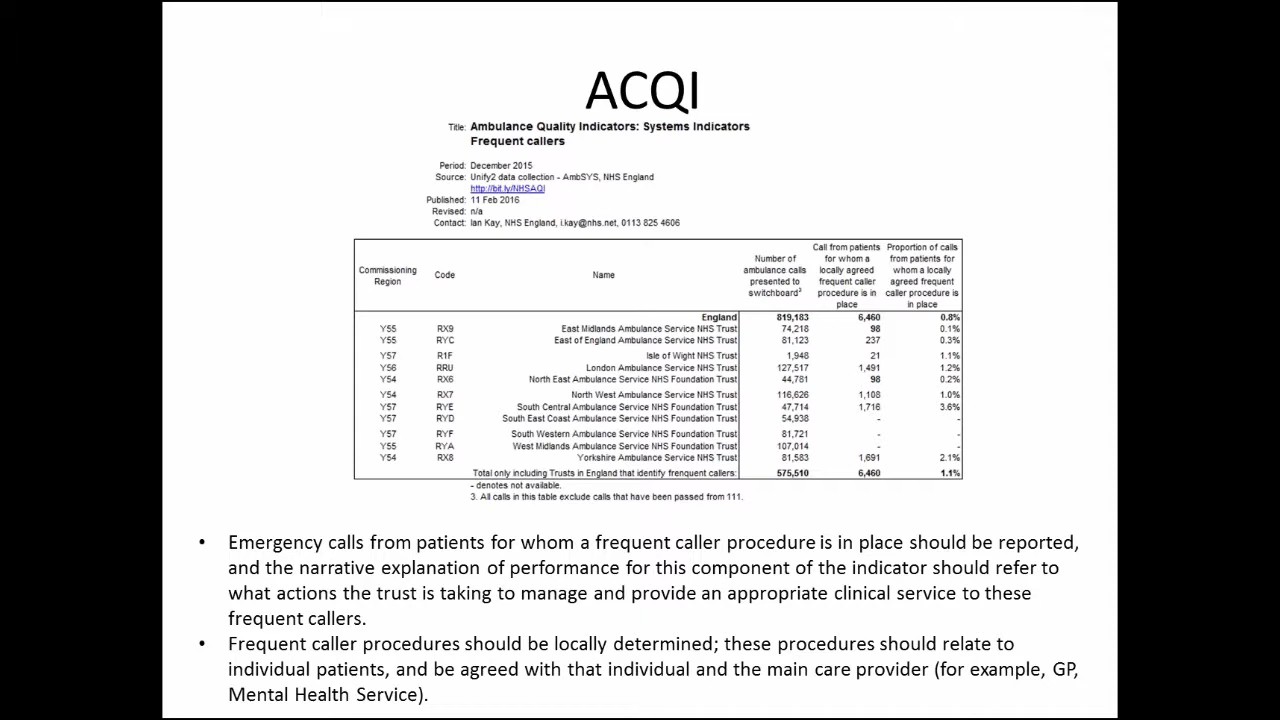 ACQI
Title: Ambulance Quality Indicators: Systems Indicators
Frequent callers
Period: December 2015
Source: Unify2 data collection - AmbSYS, NHS England
http://bit.ly/NHSAQI
Published: 11 Feb 2016
Revised: n/a
Contact: Ian Kay, NHS England, i.kay@nhs.net, 0113 825 4606
Commissioning Region Code Name Number of ambulance calls presented to switchboard³ Call from patients for whom a locally agreed frequent caller procedure is in place Proportion of calls from patients for whom a locally agreed frequent caller procedure is in place
England 819,183 6,460 0.8%
Y55 RX9 East Midlands Ambulance Service NHS Trust 74,218 98 0.1%
Y55 RYC East of England Ambulance Service NHS Trust 81,123 237 0.3%
Y57 R1F Isle of Wight NHS Trust 1,948 21 1.1%
Y56 RRU London Ambulance Service NHS Trust 127,517 1,491 1.2%
Y54 RX6 North East Ambulance Service NHS Foundation Trust 44,781 98 0.2%
Y54 RX7 North West Ambulance Service NHS Trust 116,626 1,108 1.0%
Y57 RYE South Central Ambulance Service NHS Foundation Trust 47,714 1,716 3.6%
Y57 RYD South East Coast Ambulance Service NHS Foundation Trust 54,938 - -
Y57 RYF South Western Ambulance Service NHS Foundation Trust 81,721 - -
Y55 RYA West Midlands Ambulance Service NHS Foundation Trust 107,014 - -
Y54 RX8 Yorkshire Ambulance Service NHS Trust 81,583 1,691 2.1%
Total only including Trusts in England that identify frenquent callers: 575,510 6,460 1.1%
- denotes not available.
3. All calls in this table exclude calls that have been passed from 111.
• Emergency calls from patients for whom a frequent caller procedure is in place should be reported,
and the narrative explanation of performance for this component of the indicator should refer to
what actions the trust is taking to manage and provide an appropriate clinical service to these
frequent callers.
• Frequent caller procedures should be locally determined; these procedures should relate to
individual patients, and be agreed with that individual and the main care provider (for example, GP,
Mental Health Service).